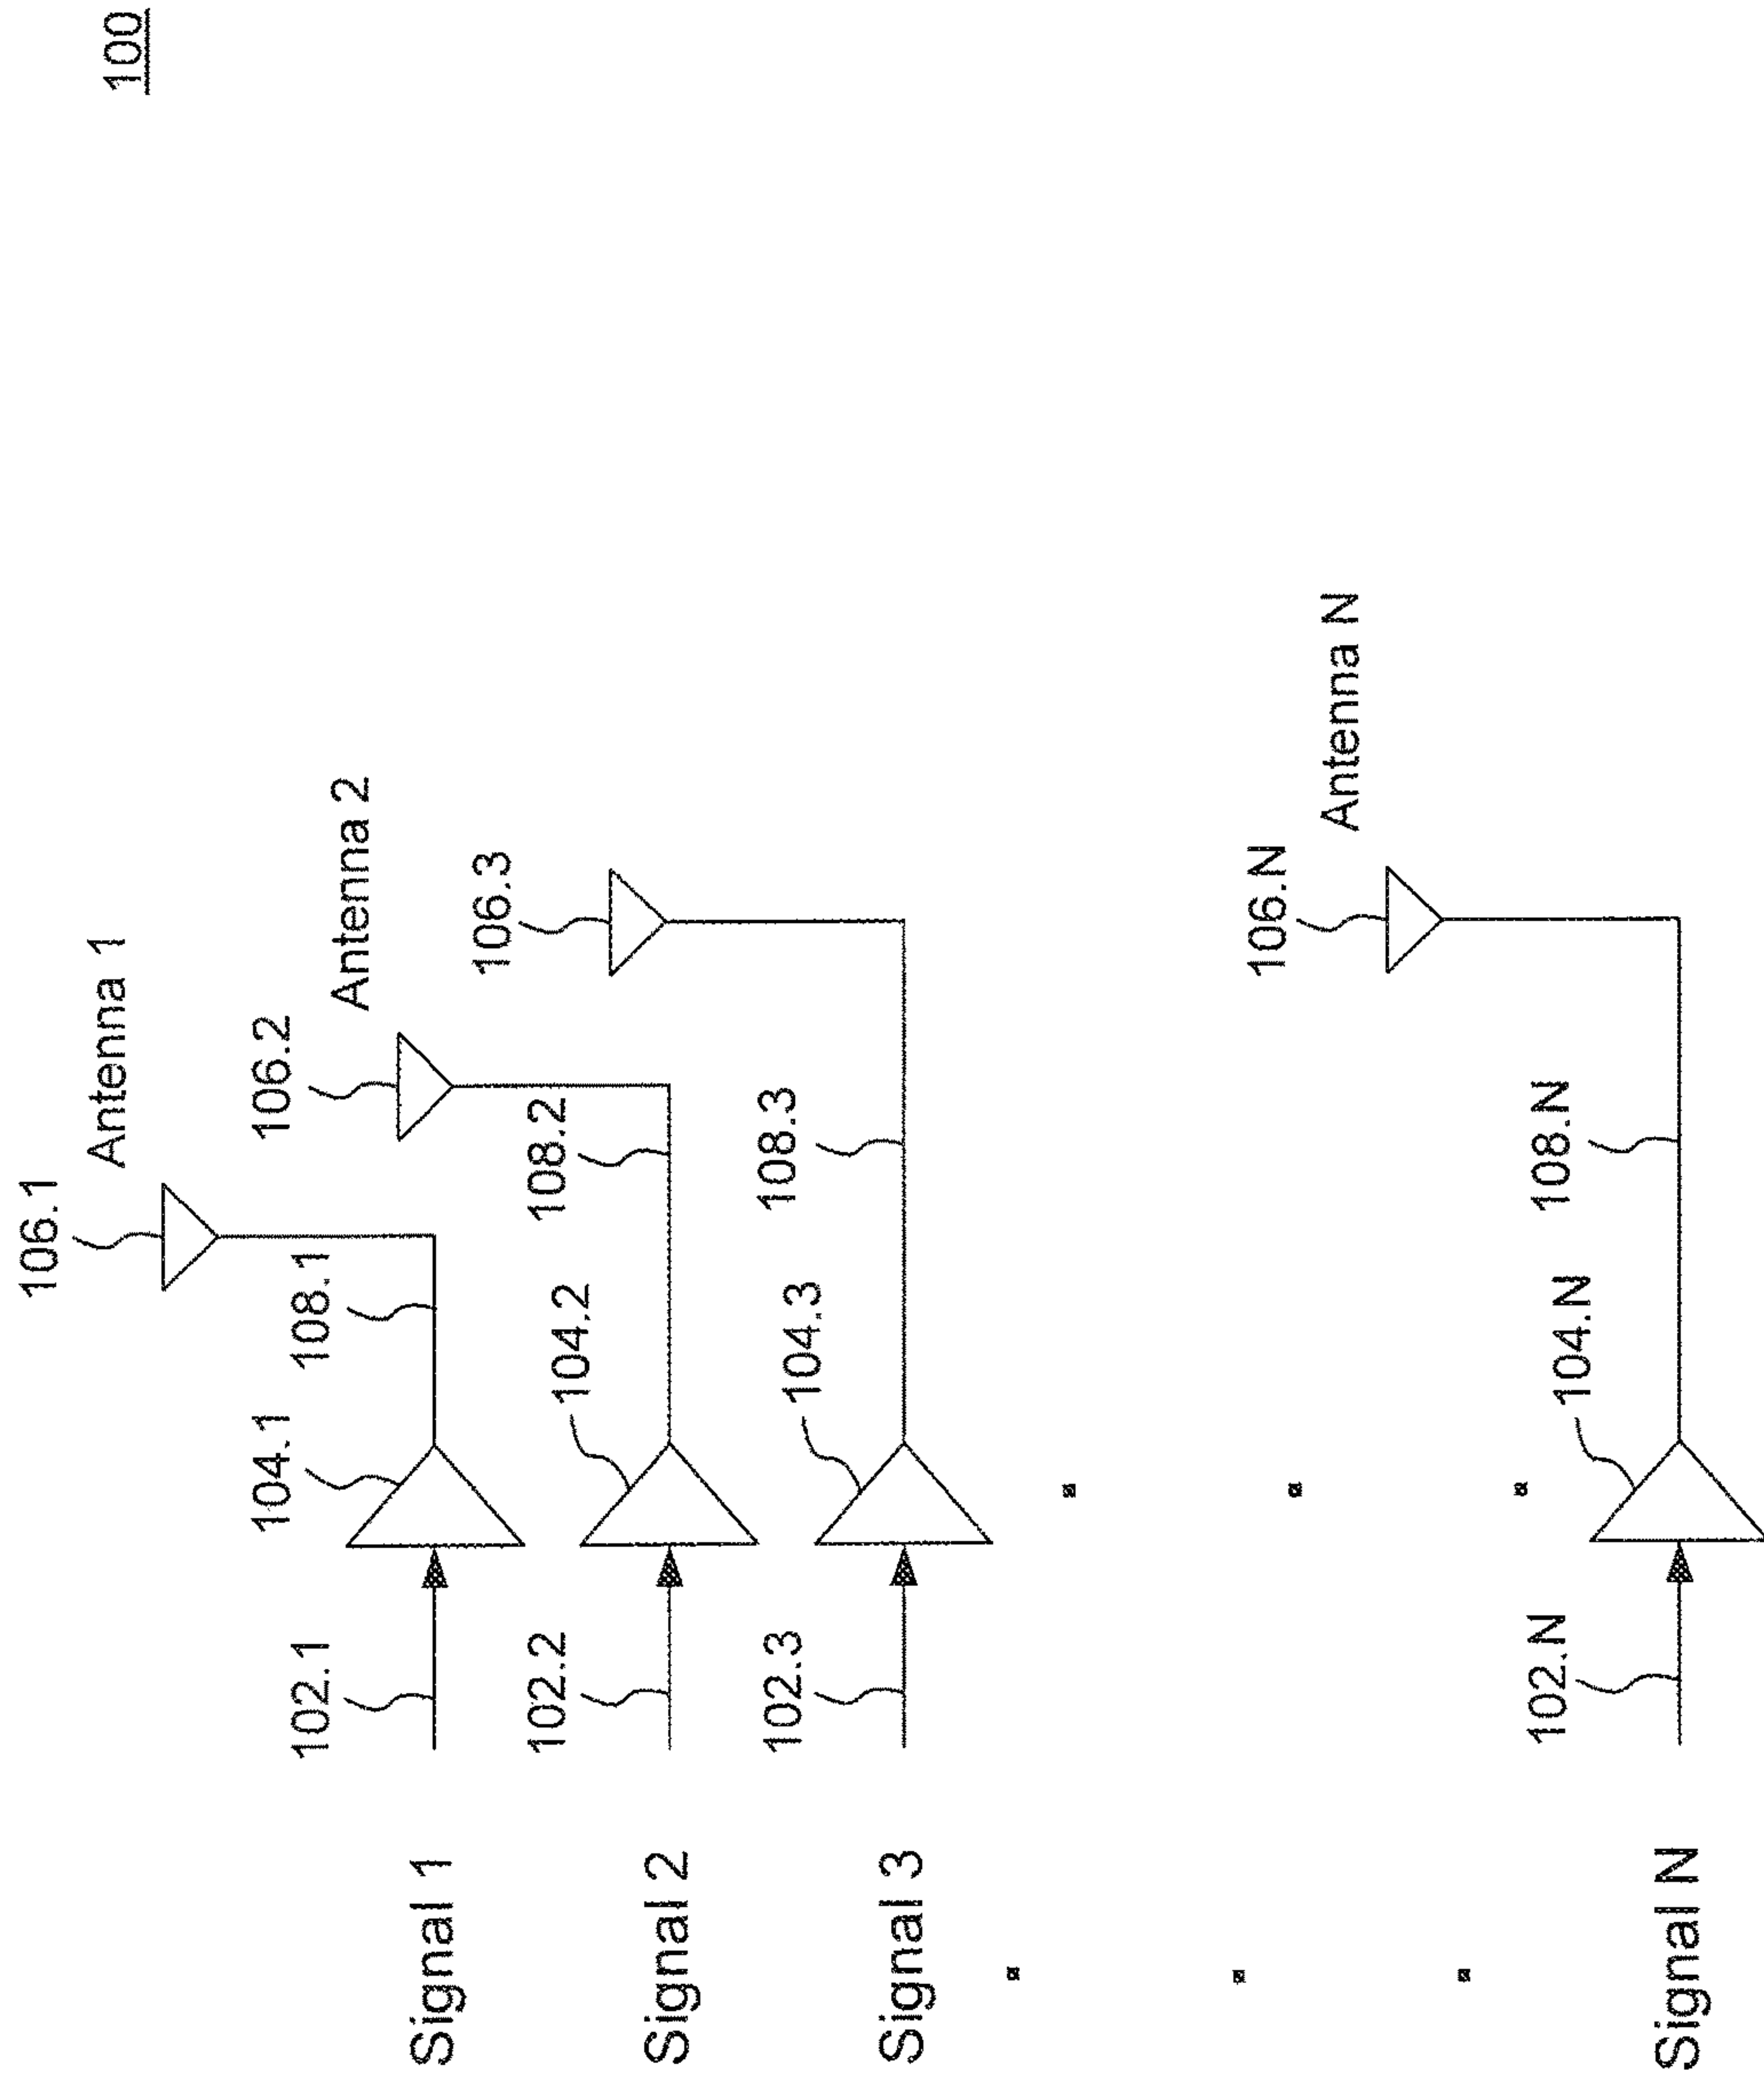 100
106.1
Antenna 1
104.1
108.1
106.2
Antenna 2
102.1
Signal 1
104.2
108.2
106.3
102.2
Signal 2
104.3
108.3
102.3
Signal 3
106.N
Antenna N
104.N
108.N
102.N
Signal N